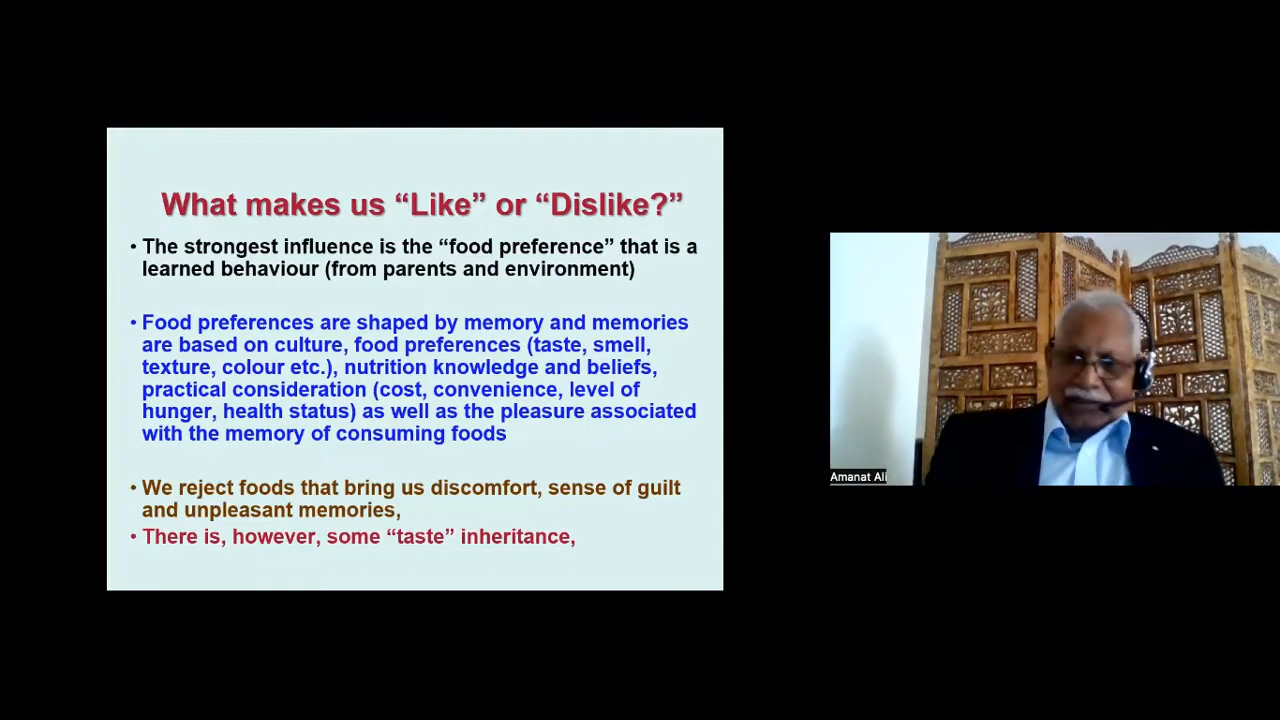 What makes us “Like” or “Dislike?”
• The strongest influence is the “food preference” that is a
learned behaviour (from parents and environment)
• Food preferences are shaped by memory and memories
are based on culture, food preferences (taste, smell,
texture, colour etc.), nutrition knowledge and beliefs,
practical consideration (cost, convenience, level of
hunger, health status) as well as the pleasure associated
with the memory of consuming foods
• We reject foods that bring us discomfort, sense of guilt
and unpleasant memories,
• There is, however, some “taste” inheritance,
Amanat Ali